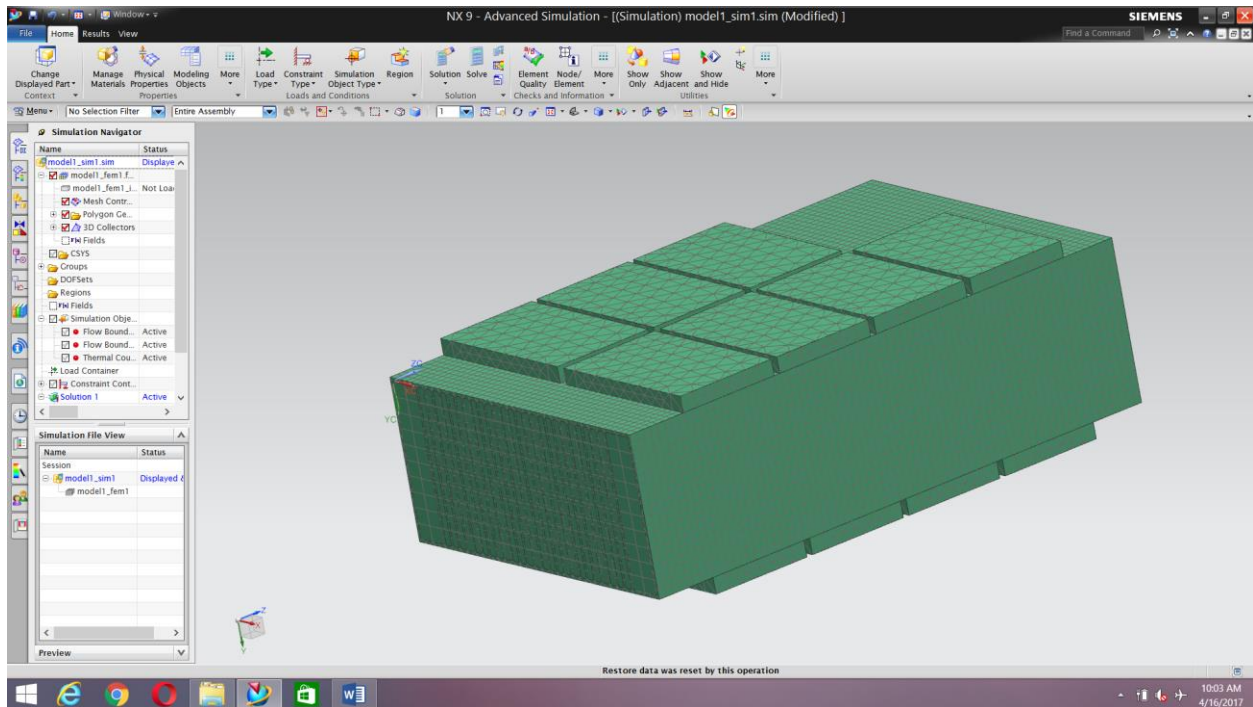 Window
NX 9 - Advanced Simulation - [(Simulation) model1_sim1.sim (Modified) ]
SIEMENS
File Home Results View
Find a Command
Change Displayed Part
Manage Materials
Physical Properties
Modeling Objects
More
Load Type
Constraint Type
Simulation Object Type
Region
Solution
Solve
Element Quality
Node/ Element
More
Show Only
Show Adjacent
Show and Hide
More
Context
Properties
Loads and Conditions
Solution
Checks and Information
Utilities
Menu
No Selection Filter
Entire Assembly
1
Simulation Navigator
Name Status
model1_sim1.sim Displaye
model1_fem1.f...
model1_fem1_i... Not Loa
Mesh Contr...
Polygon Ge...
3D Collectors
Fields
CSYS
Groups
DOFSets
Regions
Fields
Simulation Obje...
Flow Bound... Active
Flow Bound... Active
Thermal Cou... Active
Load Container
Constraint Cont...
Solution 1 Active
Simulation File View
Name Status
Session
model1_sim1 Displayed &
model1_fem1
Preview
ZC
YC
Z
X
Y
Restore data was reset by this operation
10:03 AM
4/16/2017